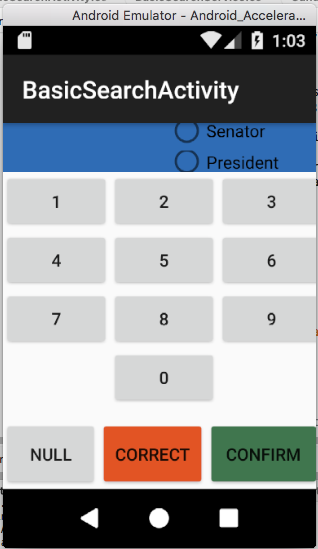 Android Emulator - Android_Accelera...
1:03
BasicSearchActivity
Senator
President
1 2 3
4 5 6
7 8 9
0
NULL CORRECT CONFIRM